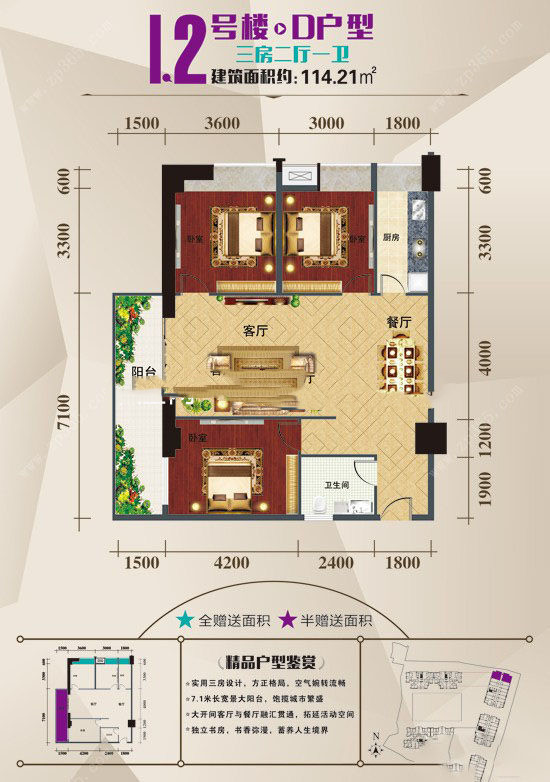 1.2号楼 D户型
三房二厅一卫
建筑面积约:114.21㎡
1500 3600 3000 1800
600 600
3300 3300
卧室 卧室 厨房
客厅 餐厅
阳台
客 厅
7100 4000
卧室
1200
卫生间
1900
1500 4200 2400 1800
★全赠送面积 ★半赠送面积
精品户型鉴赏
★实用三房设计，方正格局，空气婉转流畅
★7.1米长宽景大阳台，饱揽城市繁盛
★大开间客厅与餐厅融汇贯通，拓延活动空间
★独立书房，书香弥漫，蓄养人生境界
N